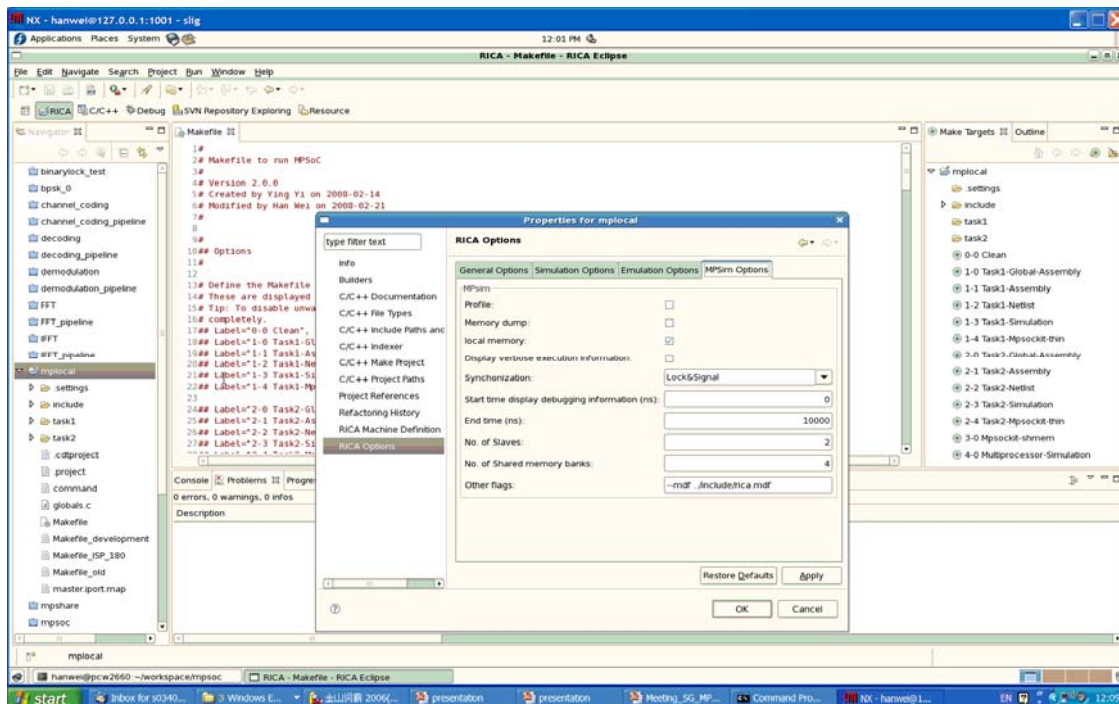 NX - hanwei@127.0.0.1:1001 - slig
Applications Places System
12:01 PM
RICA - Makefile - RICA Eclipse
File Edit Navigate Search Project Run Window Help
RICA C/C++ Debug SVN Repository Exploring Resource
Navigator
binarylock_test
bpsk_0
channel_coding
channel_coding_pipeline
decoding
decoding_pipeline
demodulation
demodulation_pipeline
FFT
FFT_pipeline
IFFT
IFFT_pipeline
mplocal
.settings
include
task1
task2
.cdtproject
.project
command
globals.c
Makefile
Makefile_development
Makefile_ISP_180
Makefile_old
master.iport.map
mpshare
mpsoc
Makefile
1#
2# Makefile to run MPSoC
3#
4# Version 2.0.0
5# Created by Ying Yi on 2008-02-14
6# Modified by Han Wei on 2008-02-21
7#
8
9#
10## Options
11#
12
13# Define the Makefile
14# These are displayed
15# Tip: To disable unwa
16# completely.
17## Label="0-0 Clean",
18## Label="1-0 Task1-Gl
19## Label="1-1 Task1-As
20## Label="1-2 Task1-Ne
21## Label="1-3 Task1-Si
22## Label="1-4 Task1-Mp
23
24## Label="2-0 Task2-Gl
25## Label="2-1 Task2-As
26## Label="2-2 Task2-Ne
27## Label="2-3 Task2-Si
Console Problems Progre
0 errors, 0 warnings, 0 infos
Description
Properties for mplocal
type filter text
Info
Builders
C/C++ Documentation
C/C++ File Types
C/C++ Include Paths and
C/C++ Indexer
C/C++ Make Project
C/C++ Project Paths
Project References
Refactoring History
RICA Machine Definition
RICA Options
RICA Options
General Options Simulation Options Emulation Options MPSim Options
MPsim
Profile:
Memory dump:
local memory:
Display verbose execution information:
Synchonization: Lock&Signal
Start time display debugging information (ns): 0
End time (ns): 10000
No. of Slaves: 2
No. of Shared memory banks: 4
Other flags: --mdf ../include/rica.mdf
Restore Defaults Apply
OK Cancel
Make Targets Outline
mplocal
.settings
include
task1
task2
0-0 Clean
1-0 Task1-Global-Assembly
1-1 Task1-Assembly
1-2 Task1-Netlist
1-3 Task1-Simulation
1-4 Task1-Mpsockit-thin
2-0 Task2-Global-Assembly
2-1 Task2-Assembly
2-2 Task2-Netlist
2-3 Task2-Simulation
2-4 Task2-Mpsockit-thin
3-0 Mpsockit-shmem
4-0 Multiprocessor-Simulation
mplocal
hanwei@pcw2660:~/workspace/mpsoc RICA - Makefile - RICA Eclipse
start Inbox for s0340... 3 Windows E... 金山词霸 2006(... presentation presentation Meeting_SG_MP... Command Pro... NX - hanwei@1... EN 12:09